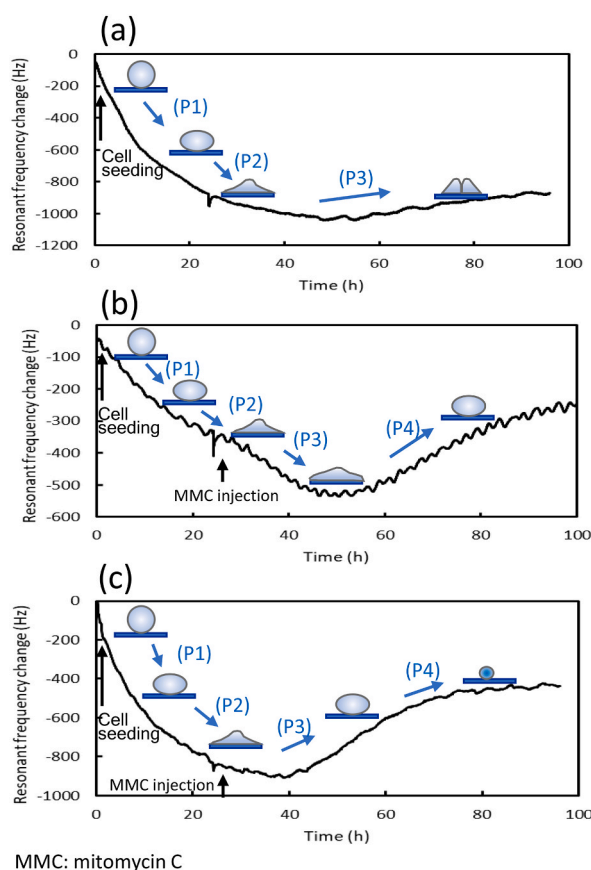 (a)
Resonant frequency change (Hz)
0
-200
-400
-600
-800
-1000
-1200
Cell
seeding
(P1)
(P2)
(P3)
0 20 40 60 80 100
Time (h)
(b)
Resonant frequency change (Hz)
0
-100
-200
-300
-400
-500
-600
Cell
seeding
(P1)
(P2)
(P3)
(P4)
MMC injection
0 20 40 60 80 100
Time (h)
(c)
Resonant frequency change (Hz)
0
-200
-400
-600
-800
-1000
Cell
seeding
(P1)
(P2)
(P3)
(P4)
MMC injection
0 20 40 60 80 100
Time (h)
MMC: mitomycin C